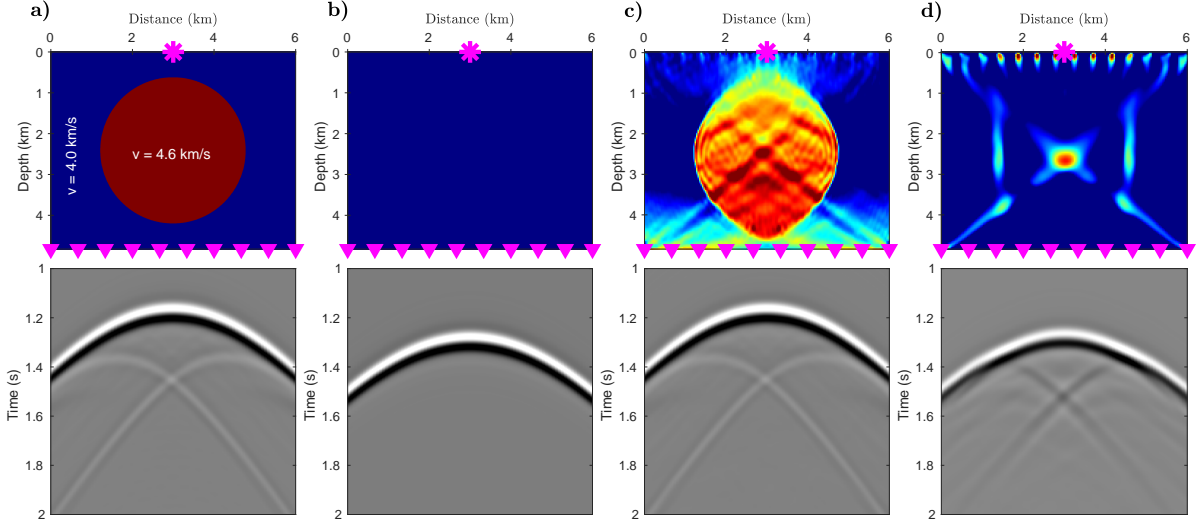 a)
Distance (km)
0 2 4 6
0
1
2
3
4
Depth (km)
v = 4.0 km/s
v = 4.6 km/s
1
1.2
1.4
1.6
1.8
2
Time (s)
b)
Distance (km)
0 2 4 6
0
1
2
3
4
Depth (km)
1
1.2
1.4
1.6
1.8
2
Time (s)
c)
Distance (km)
0 2 4 6
0
1
2
3
4
Depth (km)
1
1.2
1.4
1.6
1.8
2
Time (s)
d)
Distance (km)
0 2 4 6
0
1
2
3
4
Depth (km)
1
1.2
1.4
1.6
1.8
2
Time (s)